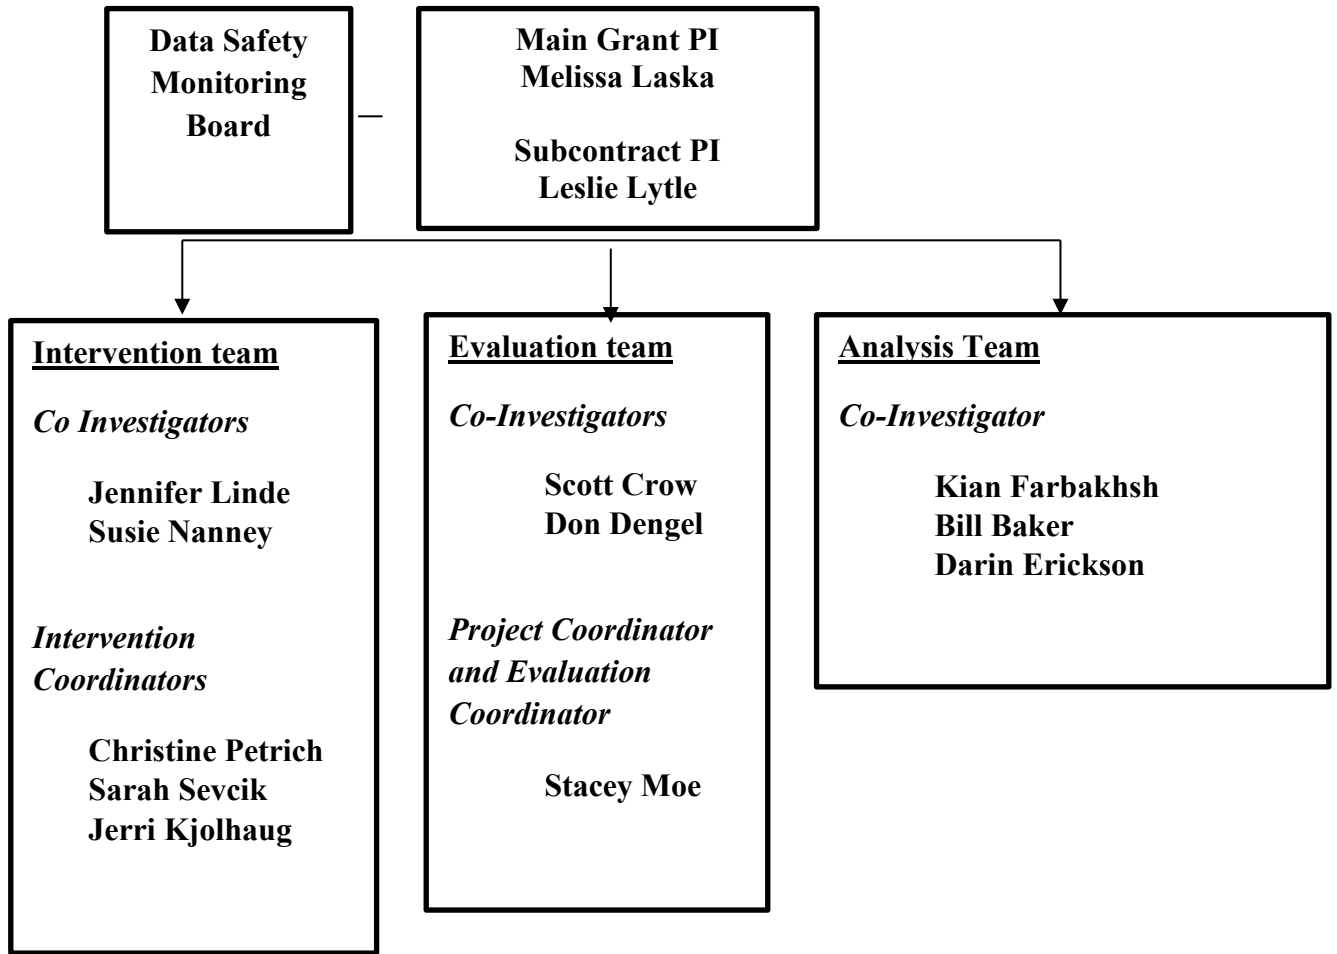 Data Safety
Monitoring
Board
Main Grant PI
Melissa Laska
Subcontract PI
Leslie Lytle
Intervention team
Co Investigators
Jennifer Linde
Susie Nanney
Intervention
Coordinators
Christine Petrich
Sarah Sevcik
Jerri Kjolhaug
Evaluation team
Co-Investigators
Scott Crow
Don Dengel
Project Coordinator
and Evaluation
Coordinator
Stacey Moe
Analysis Team
Co-Investigator
Kian Farbakhsh
Bill Baker
Darin Erickson